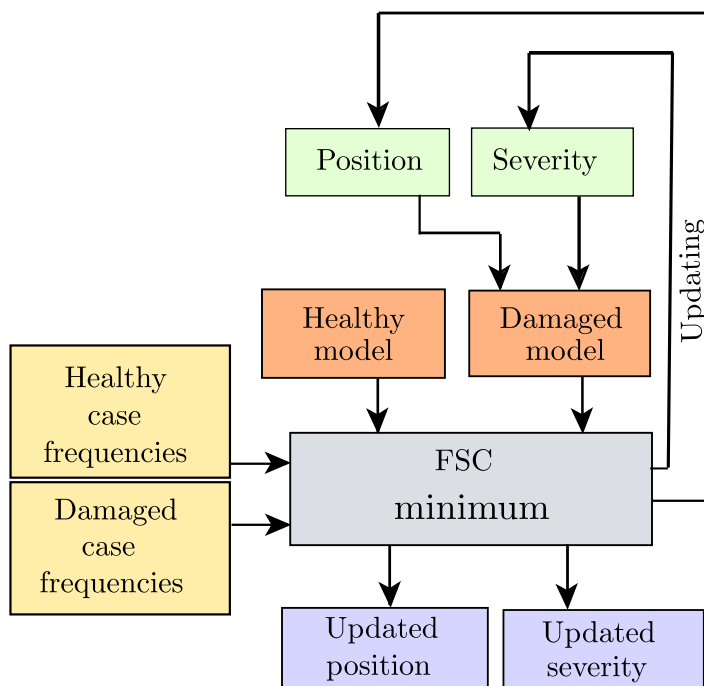 Position
Severity
Updating
Healthy
model
Damaged
model
Healthy
case
frequencies
FSC
minimum
Damaged
case
frequencies
Updated
position
Updated
severity